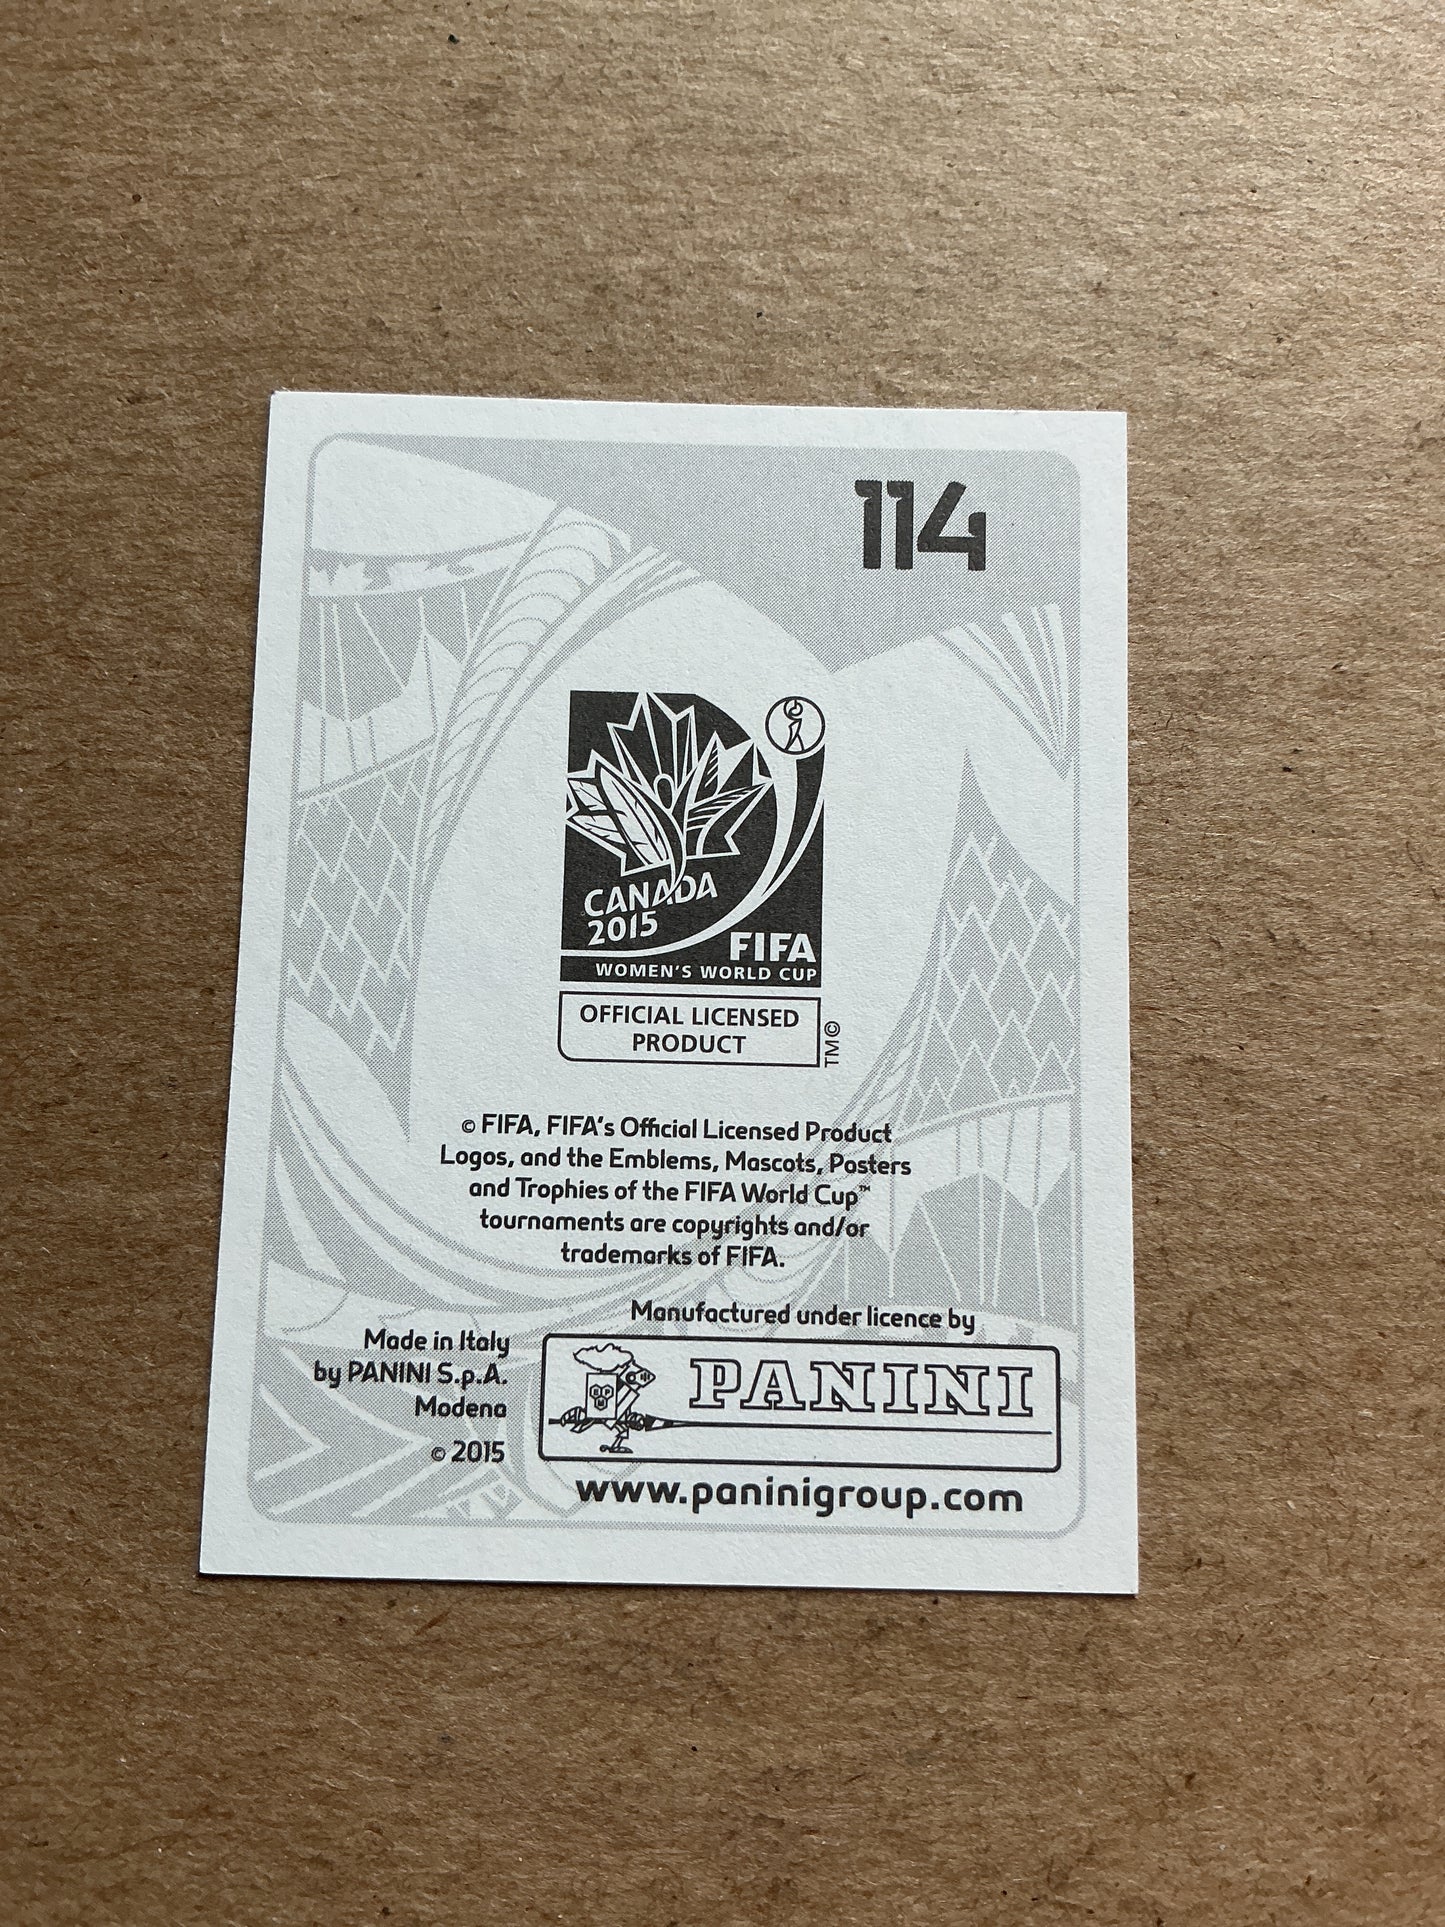 114
CANADA
2015
FIFA
WOMEN'S WORLD CUP
OFFICIAL LICENSED
PRODUCT
TM©
© FIFA, FIFA's Official Licensed Product
Logos, and the Emblems, Mascots, Posters
and Trophies of the FIFA World Cup™
tournaments are copyrights and/or
trademarks of FIFA.
Manufactured under licence by
Made in Italy
by PANINI S.p.A.
Modena
© 2015
PANINI
www.paninigroup.com